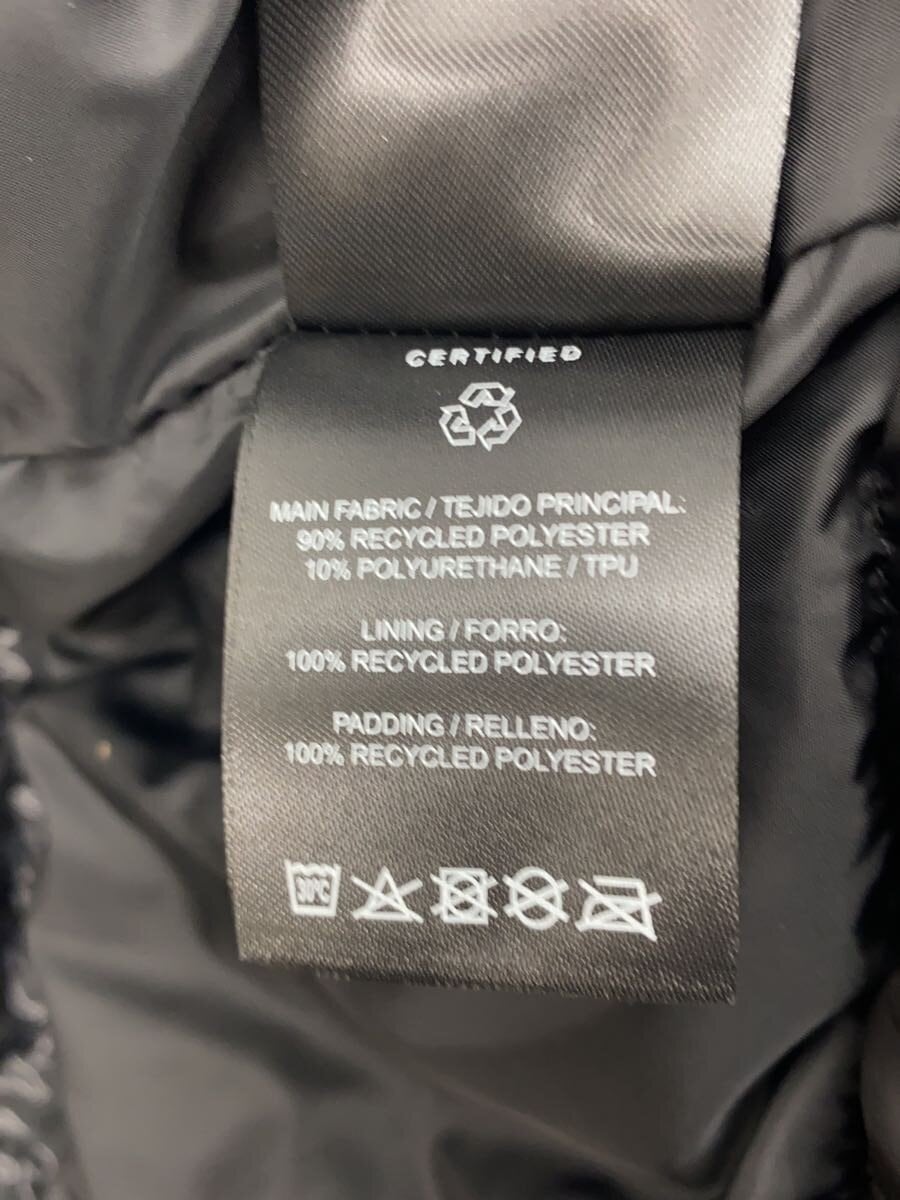 CERTIFIED
MAIN FABRIC / TEJIDO PRINCIPAL:
90% RECYCLED POLYESTER
10% POLYURETHANE / TPU
LINING / FORRO:
100% RECYCLED POLYESTER
PADDING / RELLENO:
100% RECYCLED POLYESTER
30ºC